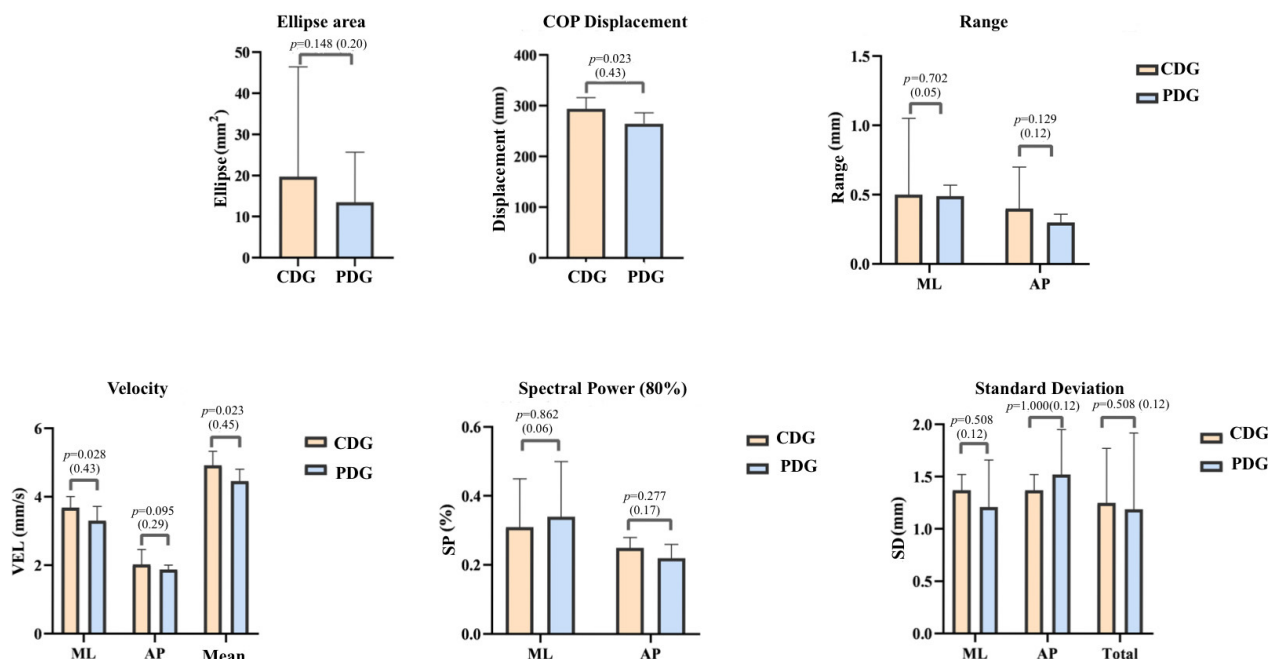 Ellipse area
p=0.148 (0.20)
50
40
30
20
10
0
Ellipse (mm²)
CDG PDG
COP Displacement
p=0.023
(0.43)
400
300
200
100
0
Displacement (mm)
CDG PDG
Range
1.5
1.0
0.5
0.0
Range (mm)
p=0.702
(0.05)
p=0.129
(0.12)
ML AP
CDG
PDG
Velocity
6
4
2
0
VEL (mm/s)
p=0.028
(0.43)
p=0.095
(0.29)
p=0.023
(0.45)
ML AP Mean
CDG
PDG
Spectral Power (80%)
p=0.862
(0.06)
p=0.277
(0.17)
0.6
0.4
0.2
0.0
SP (%)
ML AP
CDG
PDG
Standard Deviation
p=0.508
(0.12)
p=1.000(0.12)
p=0.508 (0.12)
2.0
1.5
1.0
0.5
0.0
SD (mm)
ML AP Total
CDG
PDG